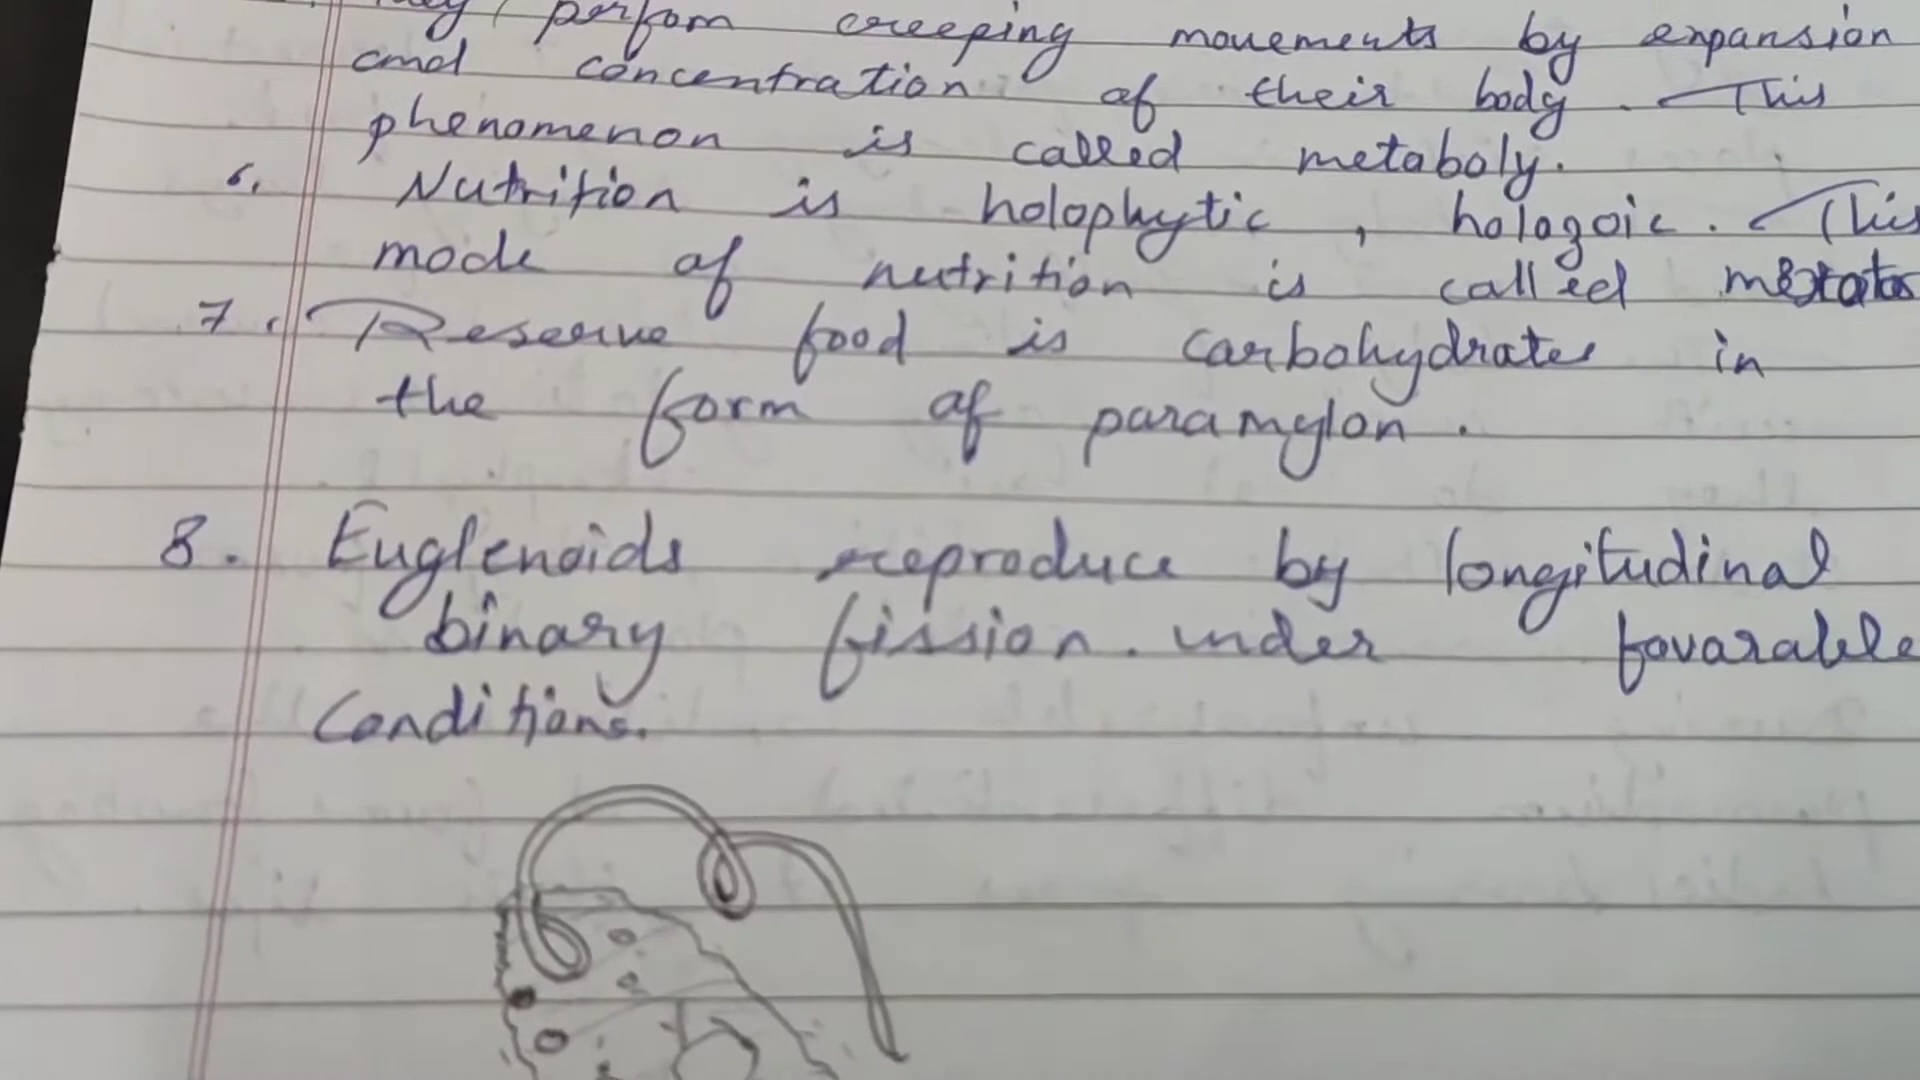 perfom creeping movements by expansion
and concentration of their body. This
phenomenon is called metaboly.
6. Nutrition is holophytic, holozoic. This
mode of nutrition is called
7. Reserve food is carbohydrates in
the form of paramylon.
8. Euglenoids reproduce by longitudinal
binary fission. under favarable
Conditions.